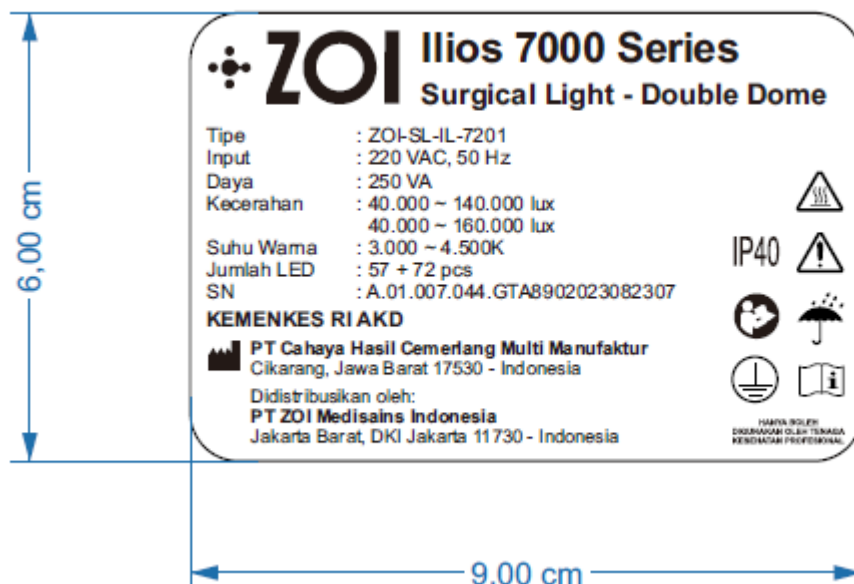 ZOI
Ilios 7000 Series
Surgical Light - Double Dome
Tipe : ZOI-SL-IL-7201
Input : 220 VAC, 50 Hz
Daya : 250 VA
Kecerahan : 40.000 ~ 140.000 lux
40.000 ~ 160.000 lux
Suhu Warna : 3.000 ~ 4.500K
Jumlah LED : 57 + 72 pcs
SN : A.01.007.044.GTA8902023082307
KEMENKES RI AKD
PT Cahaya Hasil Cemerlang Multi Manufaktur
Cikarang, Jawa Barat 17530 - Indonesia
Didistribusikan oleh:
PT ZOI Medisains Indonesia
Jakarta Barat, DKI Jakarta 11730 - Indonesia
IP40
HANYA BOLEH
DIGUNAKAN OLEH TENAGA
KESEHATAN PROFESIONAL
6,00 cm
9,00 cm